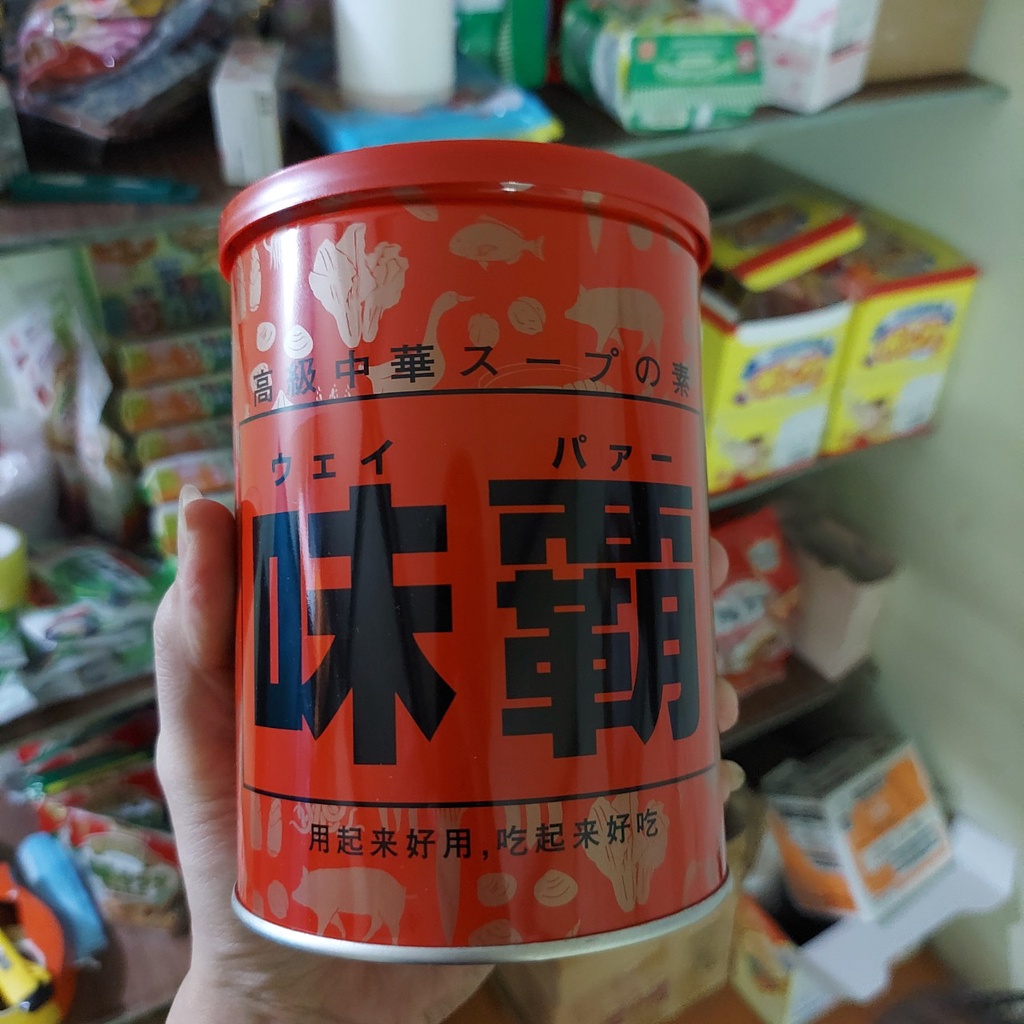 高級中華スープの素
ウェイ パァー
味覇
用起来好用,吃起来好吃